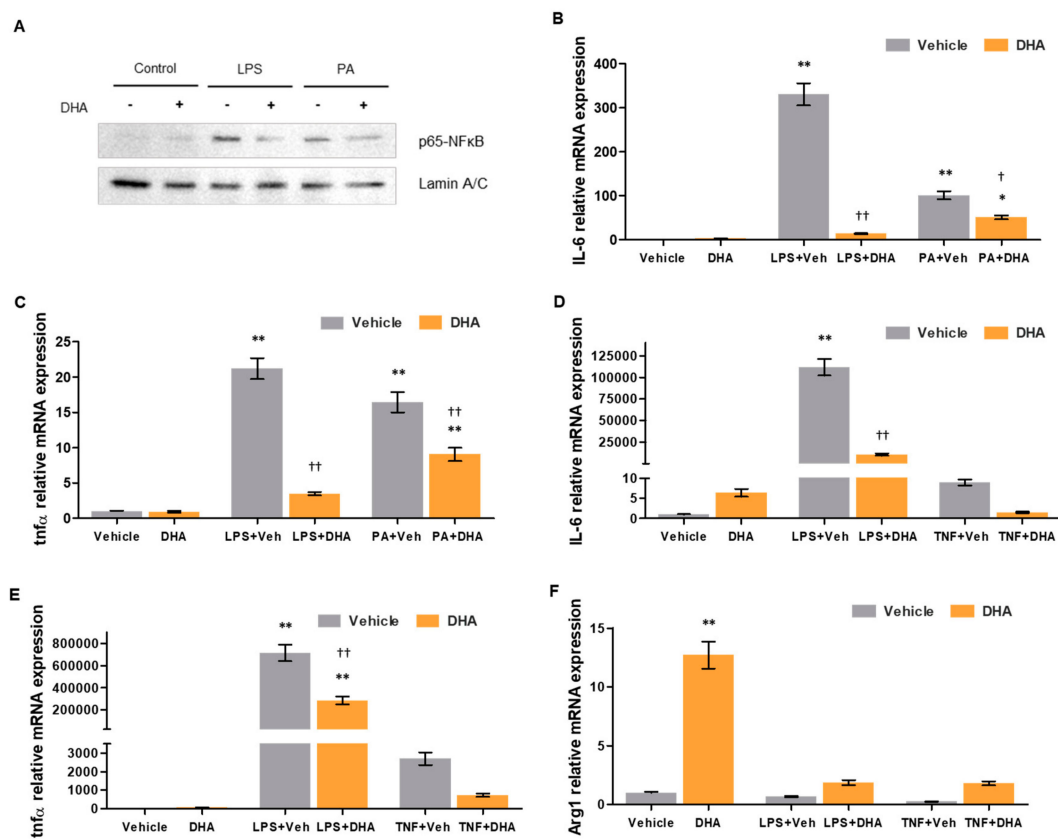 A
Control LPS PA
DHA - + - + - +
p65-NFκB
Lamin A/C
B
Vehicle DHA
IL-6 relative mRNA expression
400
300
200
100
0
**
††
**
†
*
Vehicle DHA LPS+Veh LPS+DHA PA+Veh PA+DHA
C
Vehicle DHA
tnfα relative mRNA expression
25
20
15
10
5
0
**
††
**
††
**
Vehicle DHA LPS+Veh LPS+DHA PA+Veh PA+DHA
D
Vehicle DHA
IL-6 relative mRNA expression
125000
100000
75000
50000
25000
10
5
0
**
††
Vehicle DHA LPS+Veh LPS+DHA TNF+Veh TNF+DHA
E
Vehicle DHA
tnfα relative mRNA expression
800000
600000
400000
200000
3000
2000
1000
0
**
††
**
Vehicle DHA LPS+Veh LPS+DHA TNF+Veh TNF+DHA
F
Vehicle DHA
Arg1 relative mRNA expression
15
10
5
0
**
Vehicle DHA LPS+Veh LPS+DHA TNF+Veh TNF+DHA